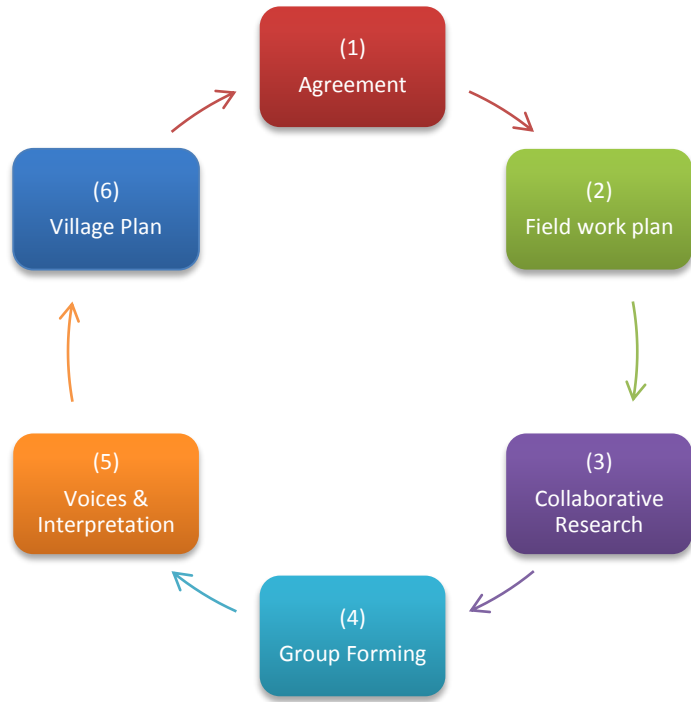 (1)
Agreement
(2)
Field work plan
(3)
Collaborative
Research
(4)
Group Forming
(5)
Voices &
Interpretation
(6)
Village Plan